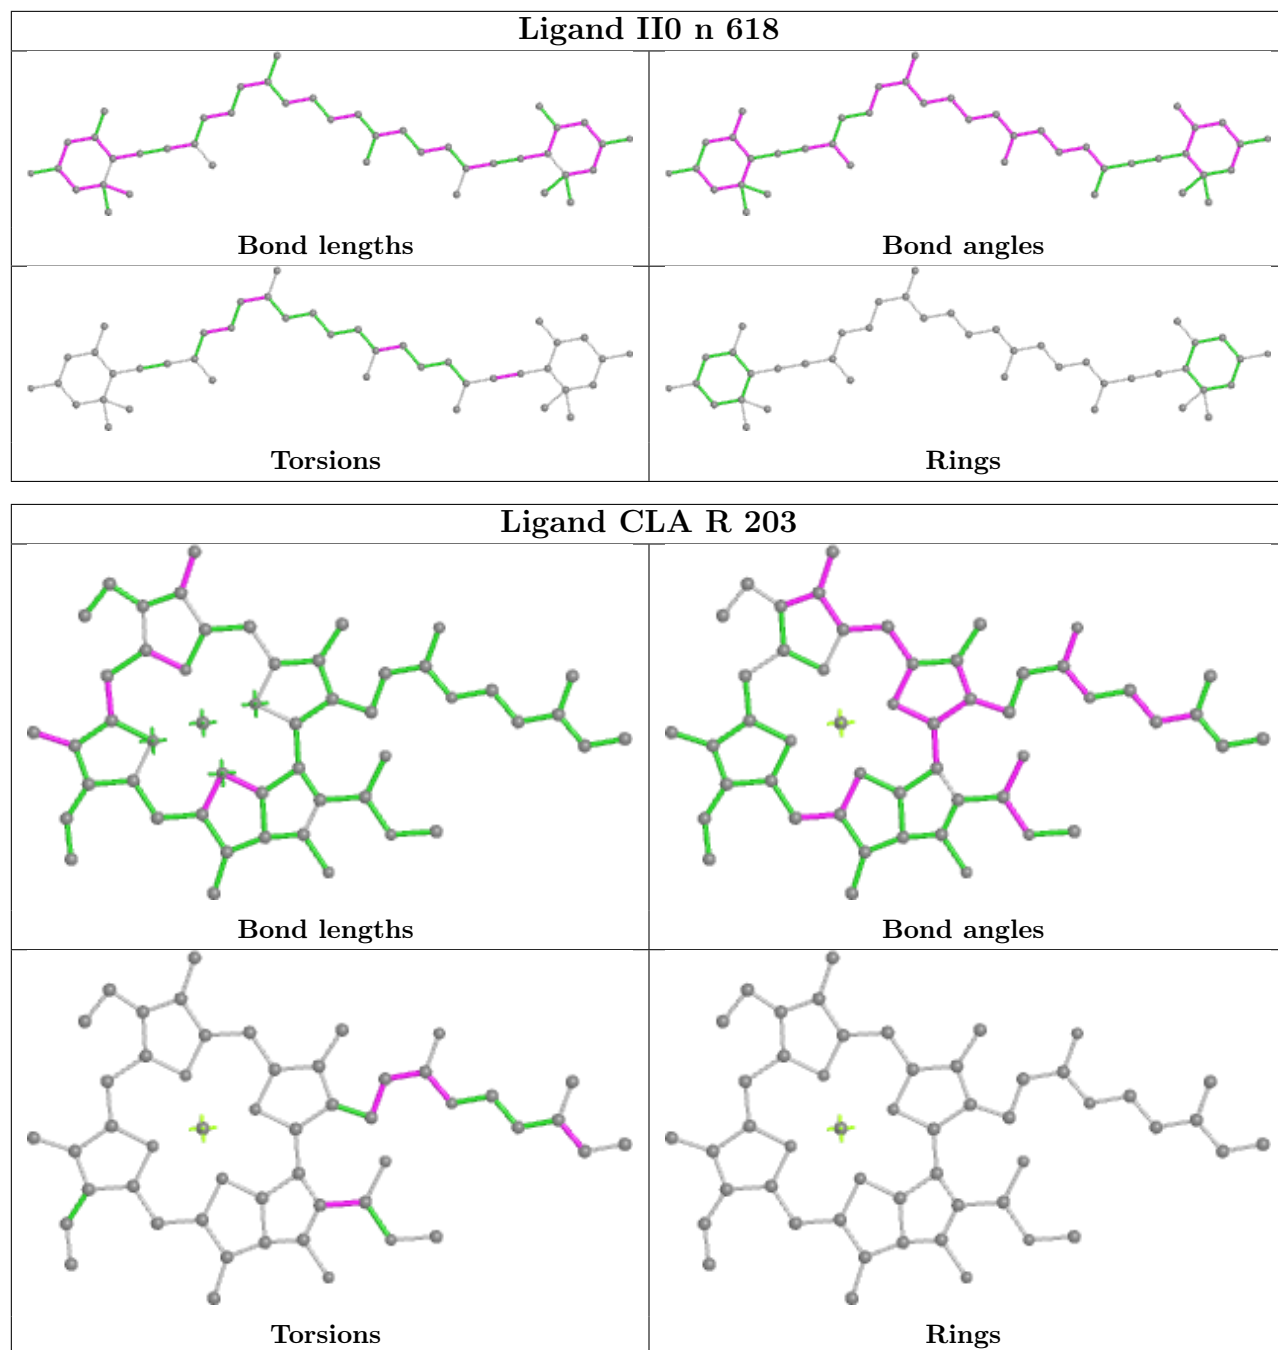 Ligand II0 n 618
Bond lengths
Bond angles
Torsions
Rings
Ligand CLA R 203
Bond lengths
Bond angles
Torsions
Rings